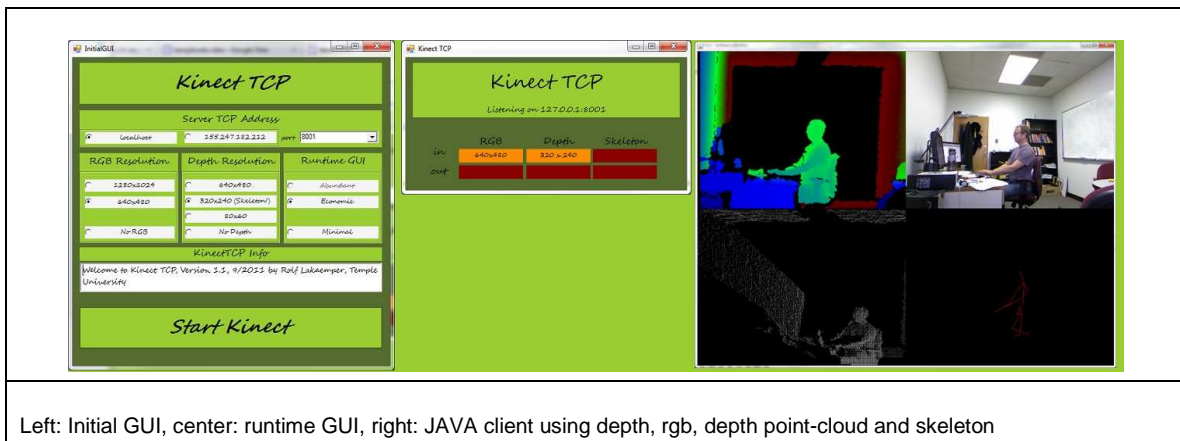 InitialGUI
Kinect TCP
Server TCP Address
localhost 155.247.182.212 port 8001
RGB Resolution Depth Resolution Runtime GUI
1280x1024 640x480 Abundant
640x480 320x240 (Skeleton!) Economic
80x60
No RGB No Depth Minimal
KinectTCP Info
Welcome to Kinect TCP, Version 1.1, 9/2011 by Rolf Lakaemper, Temple
University
Start Kinect
Kinect TCP
Kinect TCP
Listening on 127.0.0.1:8001
RGB Depth Skeleton
in 640x480 320 x 240
out
Left: Initial GUI, center: runtime GUI, right: JAVA client using depth, rgb, depth point-cloud and skeleton